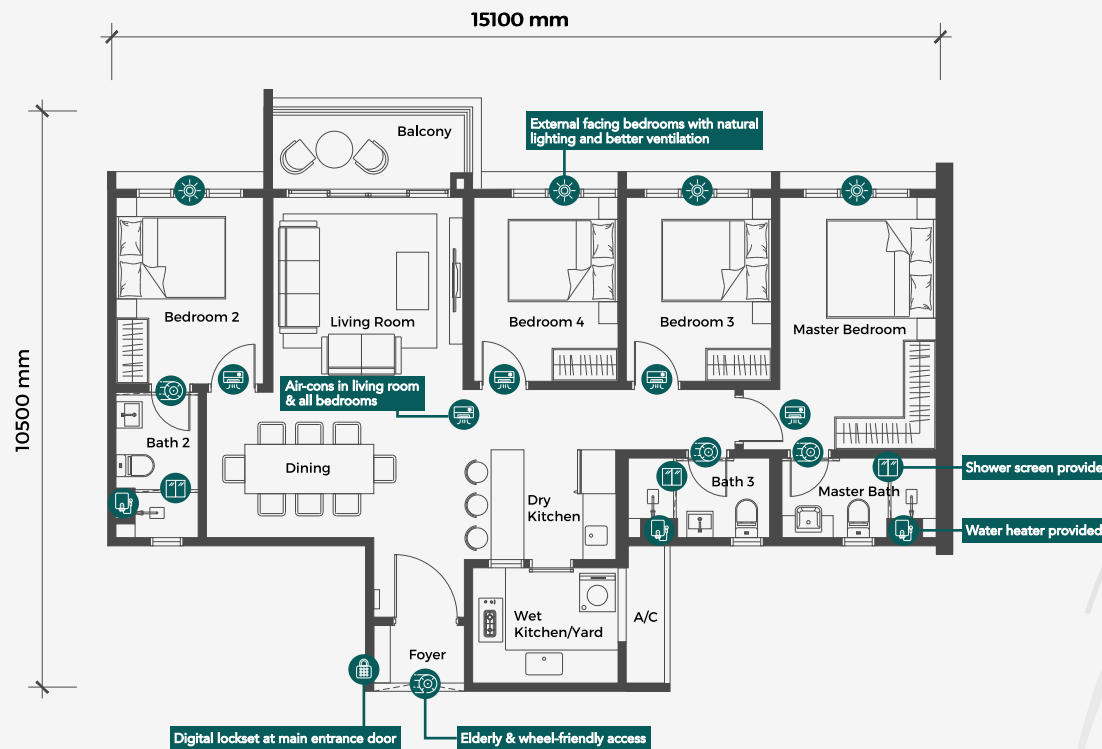 15100 mm
10500 mm
Balcony
External facing bedrooms with natural
lighting and better ventilation
Bedroom 2
Living Room
Bedroom 4
Bedroom 3
Master Bedroom
Air-cons in living room
& all bedrooms
Bath 2
Dining
Dry
Kitchen
Bath 3
Master Bath
Shower screen provide
Water heater provided
Wet
Kitchen/Yard
A/C
Foyer
Digital lockset at main entrance door
Elderly & wheel-friendly access